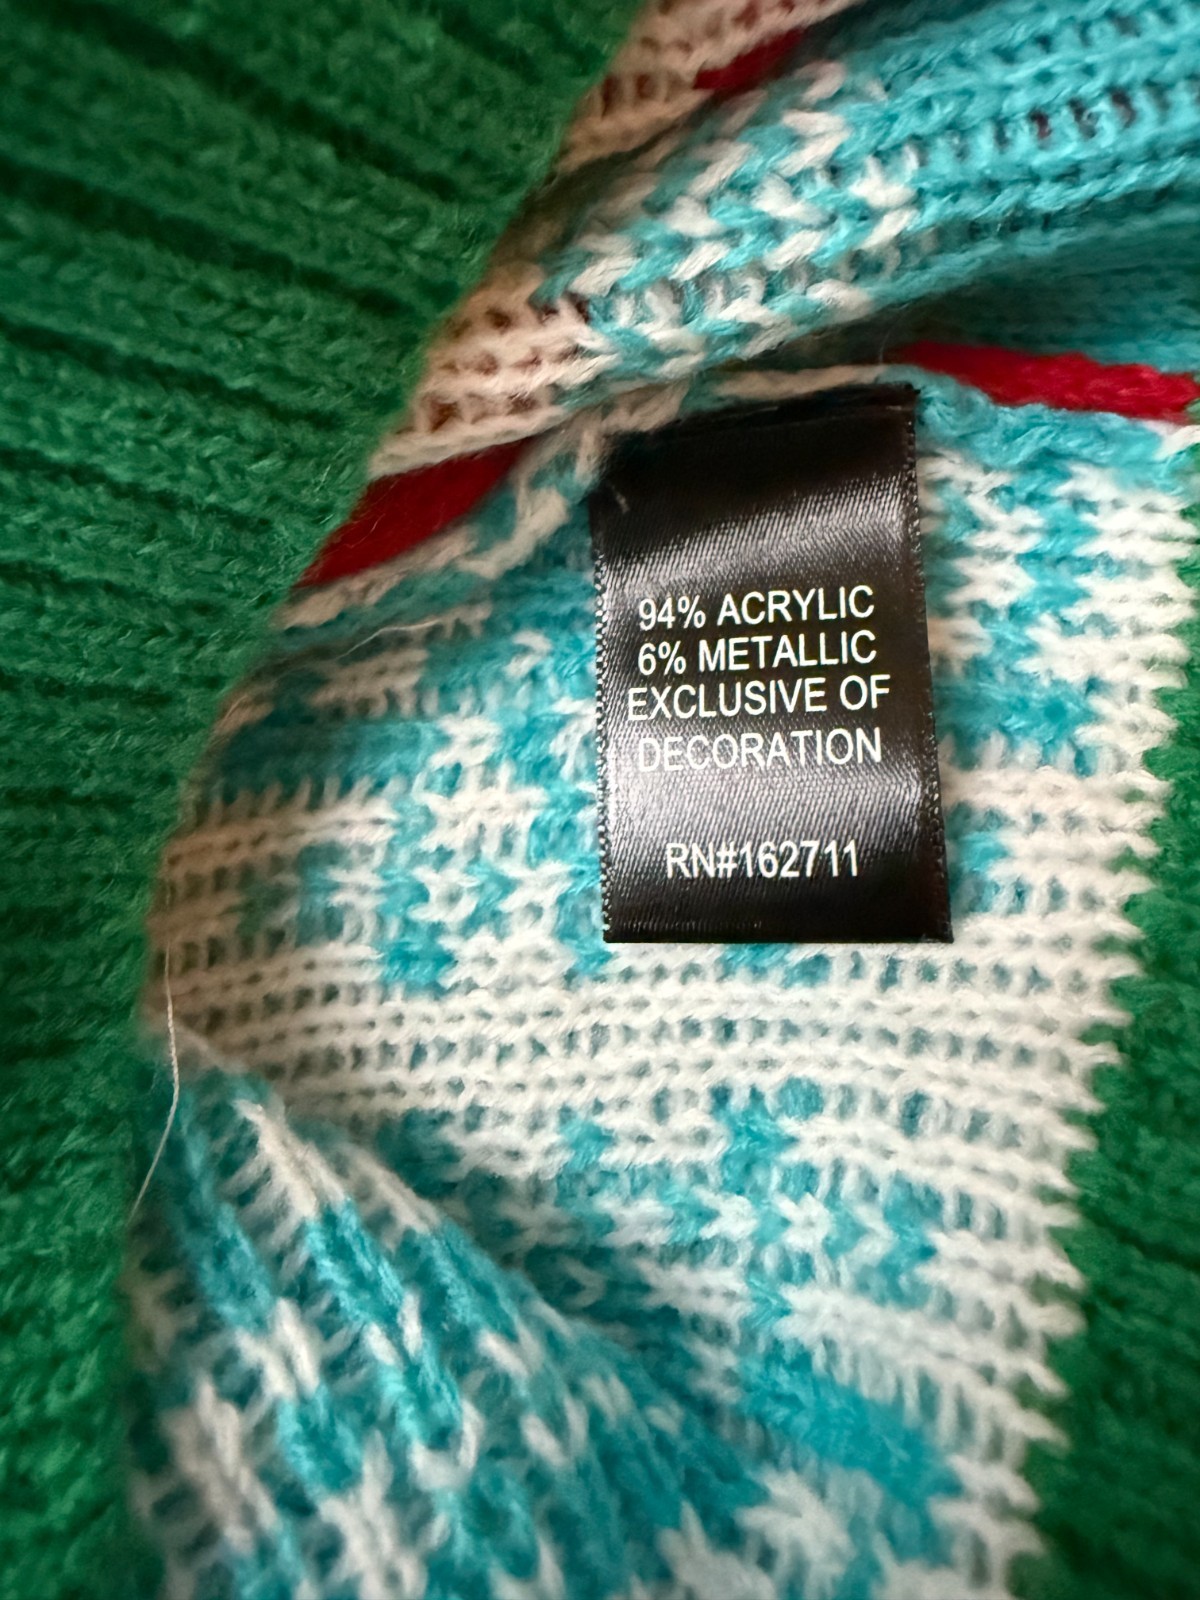 94% ACRYLIC
6% METALLIC
EXCLUSIVE OF
DECORATION
RN#162711